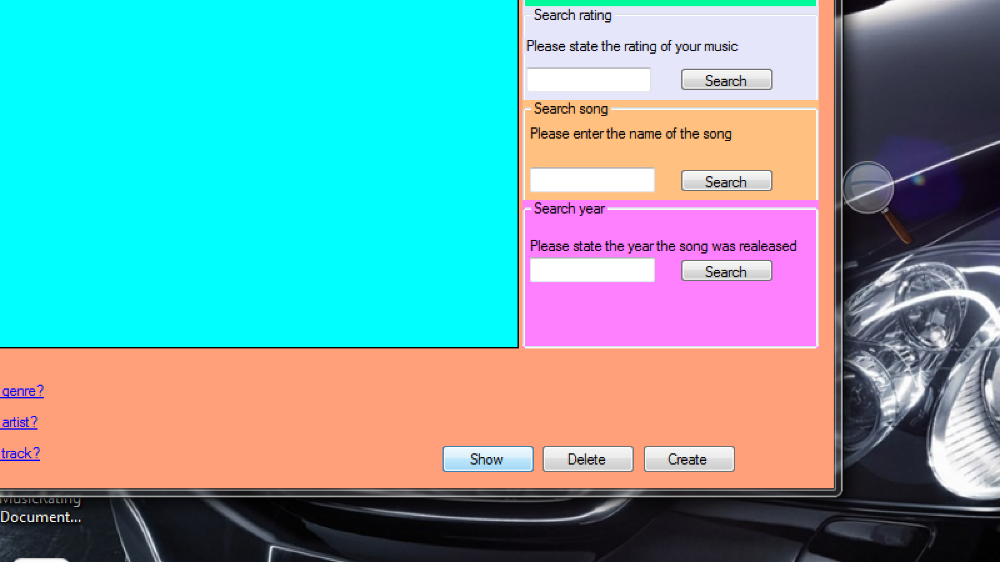 Search rating
Please state the rating of your music
Search
Search song
Please enter the name of the song
Search
Search year
Please state the year the song was realeased
Search
genre?
artist?
track?
Show
Delete
Create
MusicRating
Document...